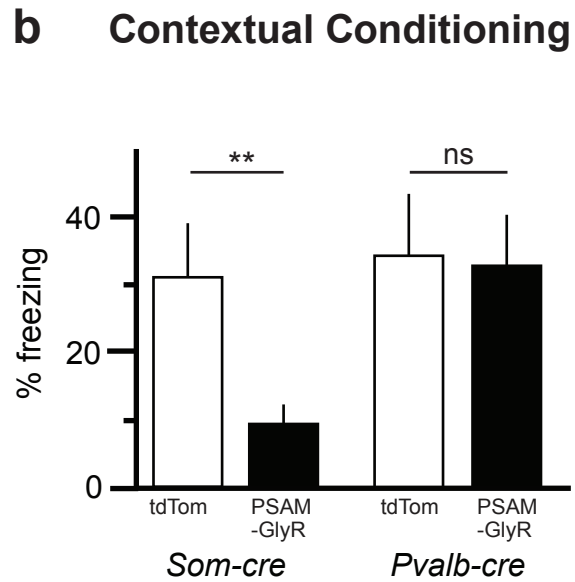 b Contextual Conditioning
** ns
40
20
0
% freezing
tdTom PSAM tdTom PSAM
-GlyR -GlyR
Som-cre Pvalb-cre